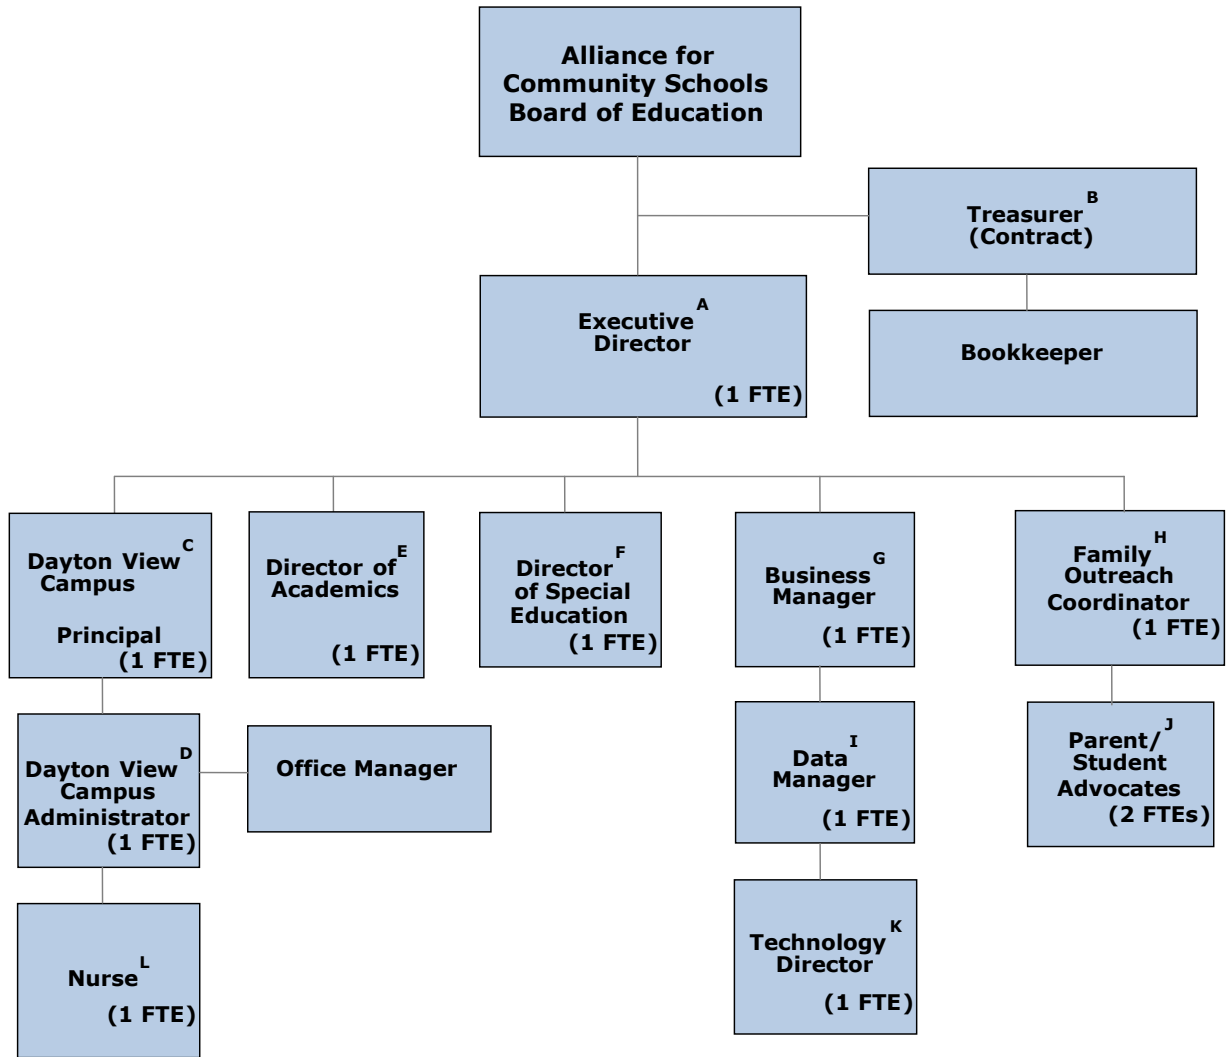 Alliance for
Community Schools
Board of Education
Treasurer B
(Contract)
Executive A
Director
(1 FTE)
Bookkeeper
Dayton View C
Campus
Principal
(1 FTE)
Director of E
Academics
(1 FTE)
Director F
of Special
Education
(1 FTE)
Business G
Manager
(1 FTE)
Family H
Outreach
Coordinator
(1 FTE)
Dayton View D
Campus
Administrator
(1 FTE)
Office Manager
Data I
Manager
(1 FTE)
Parent/ J
Student
Advocates
(2 FTEs)
Nurse L
(1 FTE)
Technology K
Director
(1 FTE)